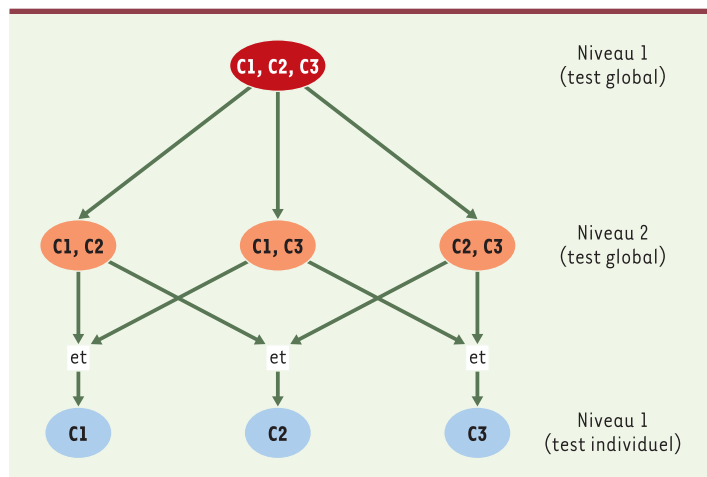 C1, C2, C3
Niveau 1
(test global)
C1, C2
C1, C3
C2, C3
Niveau 2
(test global)
et
et
et
C1
C2
C3
Niveau 1
(test individuel)